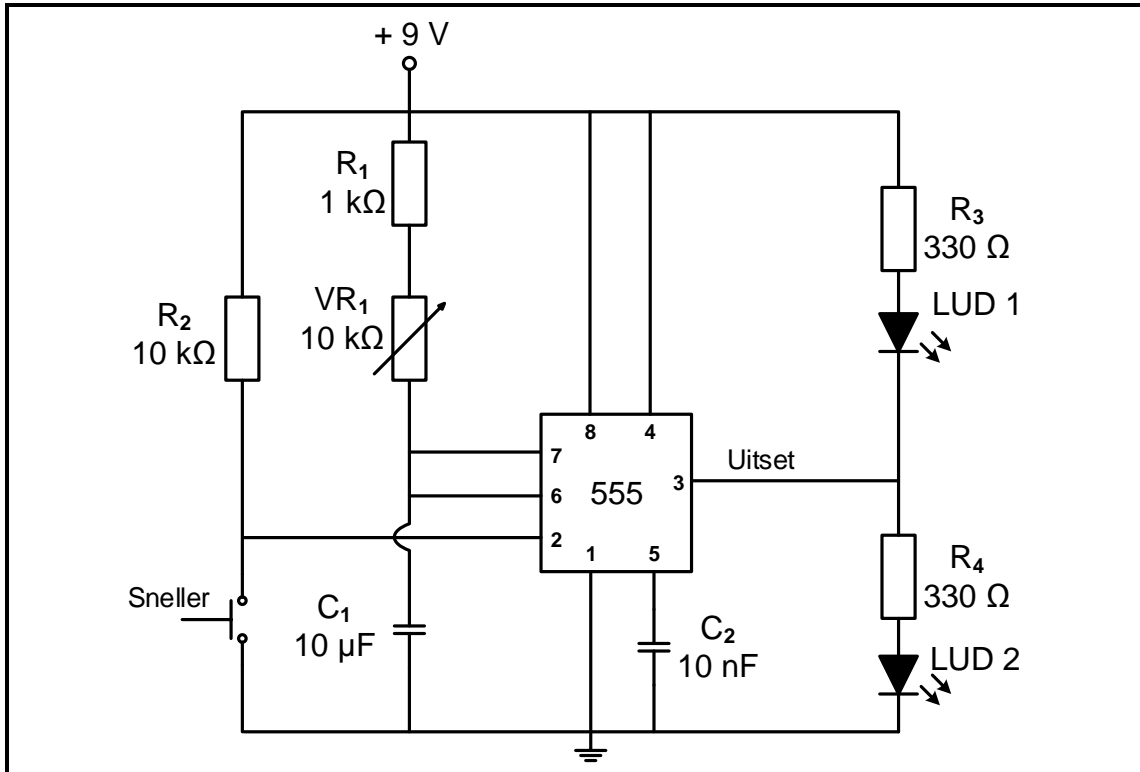 + 9 V
R1
1 kΩ
VR1
10 kΩ
R2
10 kΩ
R3
330 Ω
LUD 1
8 4
7
6
2
555
3
1 5
Uitset
Sneller
C1
10 µF
C2
10 nF
R4
330 Ω
LUD 2